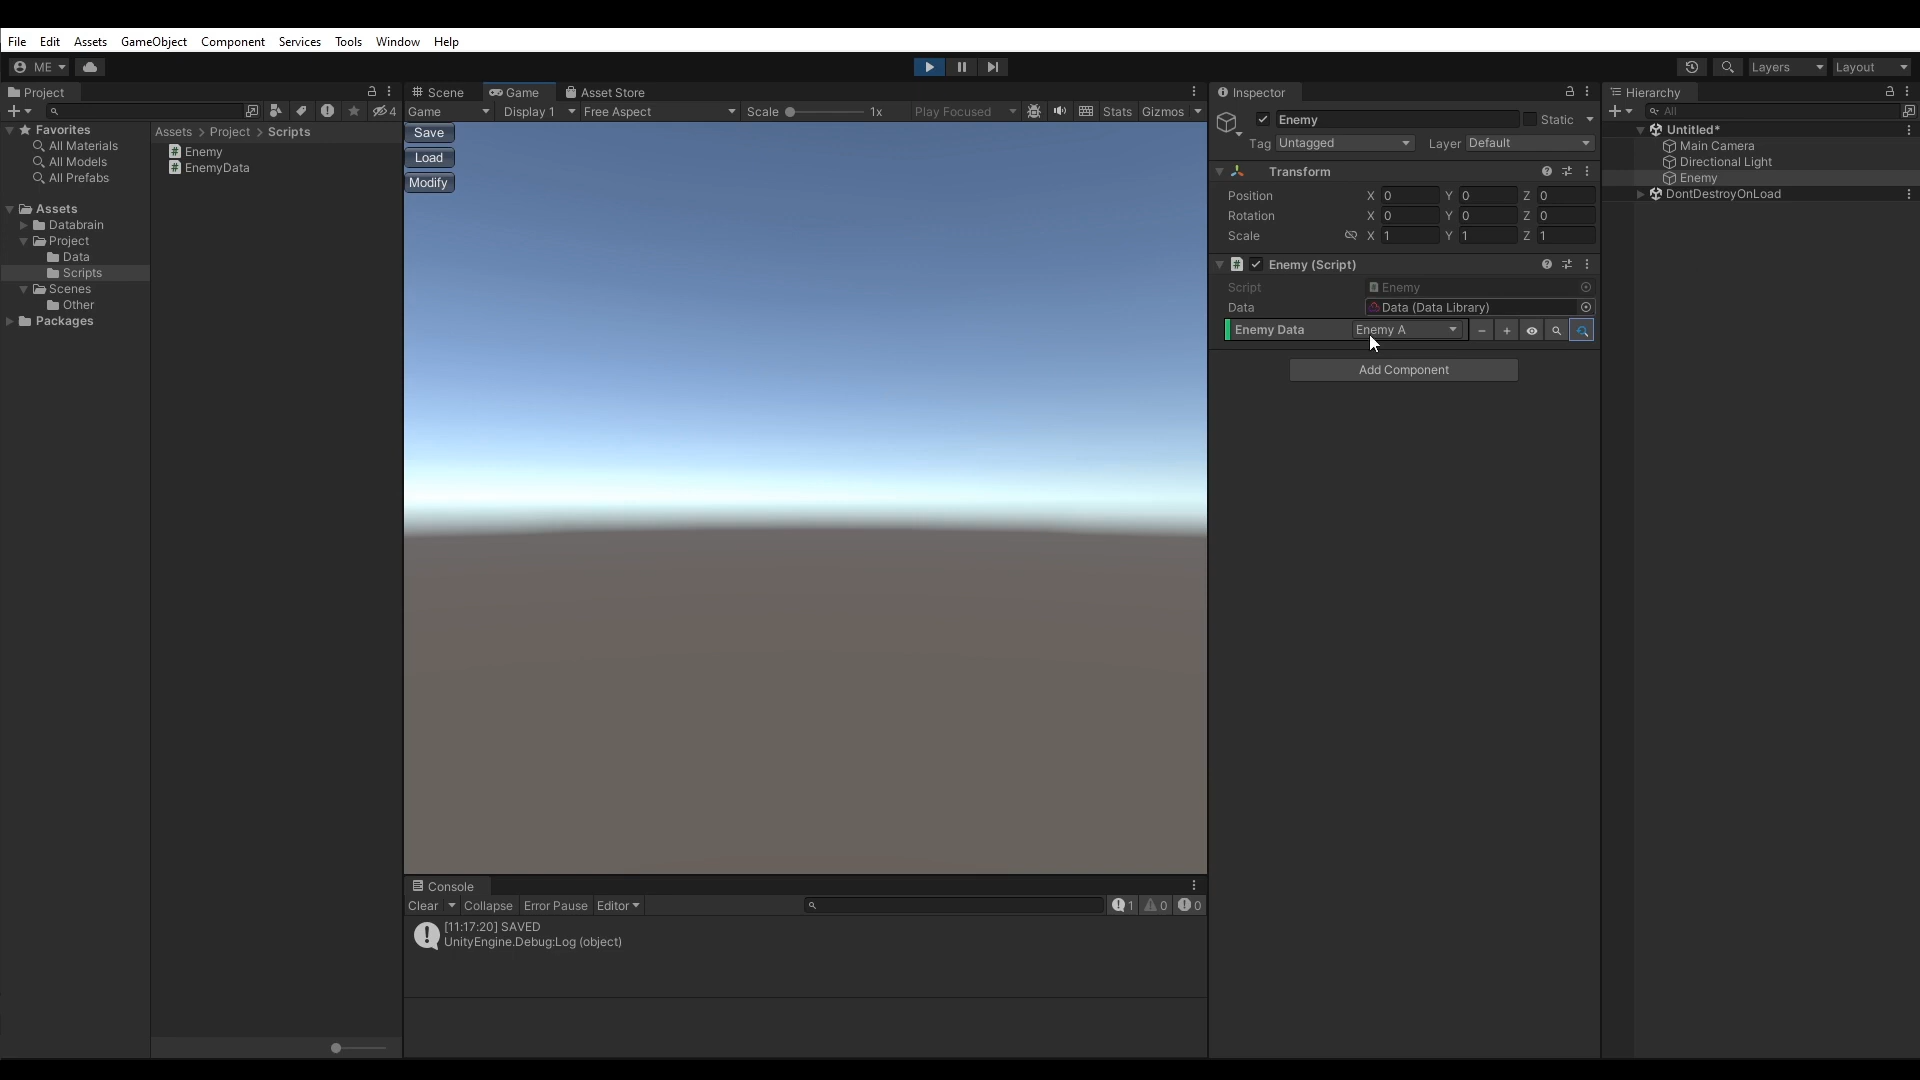 File Edit Assets GameObject Component Services Tools Window Help
ME Layers Layout
Project
4
Favorites
All Materials
All Models
All Prefabs
Assets
Databrain
Project
Data
Scripts
Scenes
Other
Packages
Assets > Project > Scripts
Enemy
EnemyData
Scene Game Asset Store
Game Display 1 Free Aspect Scale 1x Play Focused Stats Gizmos
Save
Load
Modify
Console
Clear Collapse Error Pause Editor 1 0 0
[11:17:20] SAVED
UnityEngine.Debug:Log (object)
Inspector
Enemy Static
Tag Untagged Layer Default
Transform
Position X 0 Y 0 Z 0
Rotation X 0 Y 0 Z 0
Scale X 1 Y 1 Z 1
Enemy (Script)
Script Enemy
Data Data (Data Library)
Enemy Data Enemy A
Add Component
Hierarchy
All
Untitled*
Main Camera
Directional Light
Enemy
DontDestroyOnLoad